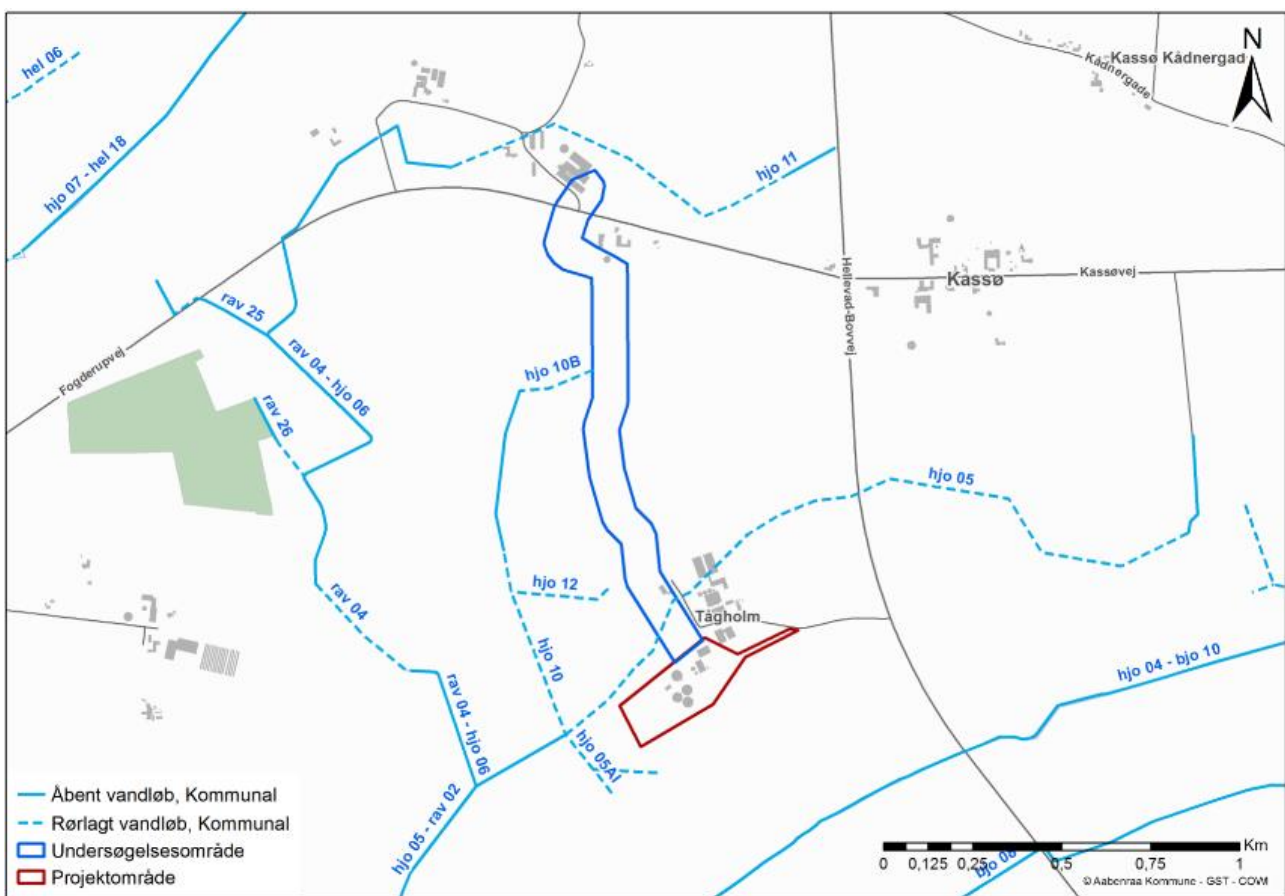 hel 06
hjo 07 - hel 18
Kassø Kådnergad
Kådnergade
N
hjo 11
Hellevad-Bovvej
Kassø
Kassøvej
rav 25
rav 04 - hjo 06
Fogderupvej
rav 26
hjo 10B
hjo 05
hjo 12
rav 04
Tågholm
hjo 10
hjo 04 - bjo 10
rav 04 - hjo 06
hjo 05AI
hjo 05 - rav 02
bjo 08
Åbent vandløb, Kommunal
Rørlagt vandløb, Kommunal
Undersøgelsesområde
Projektområde
Km
0 0,125 0,25 0,5 0,75 1
© Aabenraa Kommune - GST - COWI